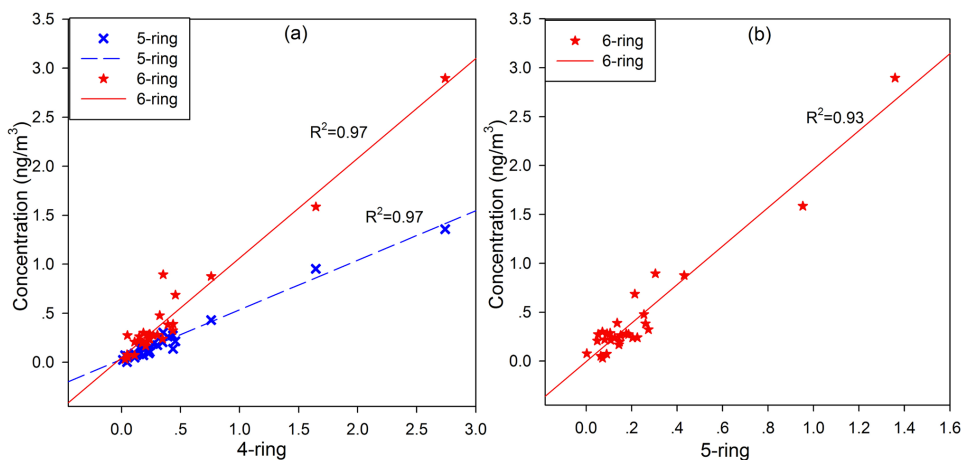 (a)
5-ring
5-ring
6-ring
6-ring
R²=0.97
R²=0.97
Concentration (ng/m³)
3.5
3.0
2.5
2.0
1.5
1.0
0.5
0.0
0.0 .5 1.0 1.5 2.0 2.5 3.0
4-ring
(b)
6-ring
6-ring
R²=0.93
Concentration (ng/m³)
3.5
3.0
2.5
2.0
1.5
1.0
.5
0.0
0.0 .2 .4 .6 .8 1.0 1.2 1.4 1.6
5-ring